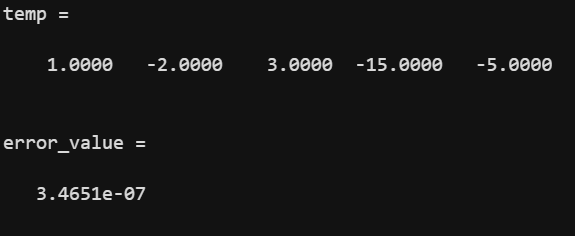 temp =
1.0000 -2.0000 3.0000 -15.0000 -5.0000
error_value =
3.4651e-07